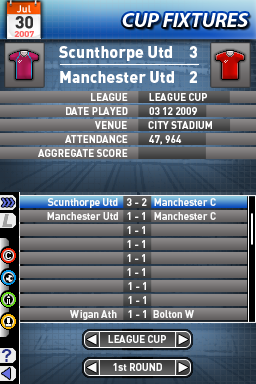 Jul
30
2007
CUP FIXTURES
Scunthorpe Utd 3
Manchester Utd 2
LEAGUE LEAGUE CUP
DATE PLAYED 03 12 2009
VENUE CITY STADIUM
ATTENDANCE 47, 964
AGGREGATE SCORE
Scunthorpe Utd 3 - 2 Manchester C
Manchester Utd 1 - 1 Manchester C
1 - 1
1 - 1
1 - 1
1 - 1
1 - 1
1 - 1
Wigan Ath 1 - 1 Bolton W
L
C
?
LEAGUE CUP
1st ROUND